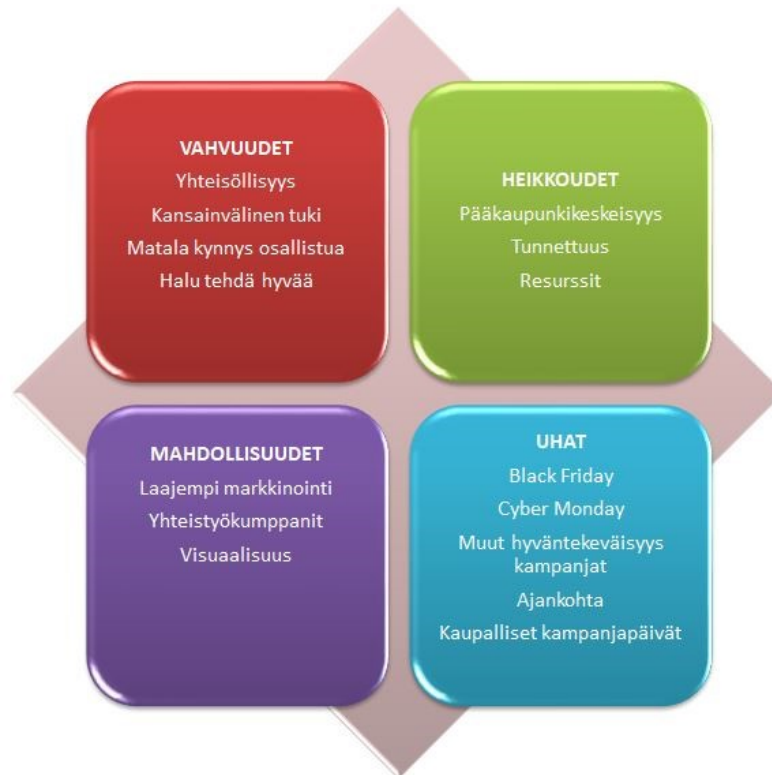 VAHVUUDET
Yhteisöllisyys
Kansainvälinen tuki
Matala kynnys osallistua
Halu tehdä hyvää
HEIKKOUDET
Pääkaupunkikeskeisyys
Tunnettuus
Resurssit
MAHDOLLISUUDET
Laajempi markkinointi
Yhteistyökumppanit
Visuaalisuus
UHAT
Black Friday
Cyber Monday
Muut hyväntekeväisyys
kampanjat
Ajankohta
Kaupalliset kampanjapäivät